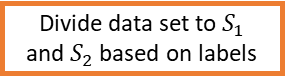 Divide data set to S₁
and S₂ based on labels